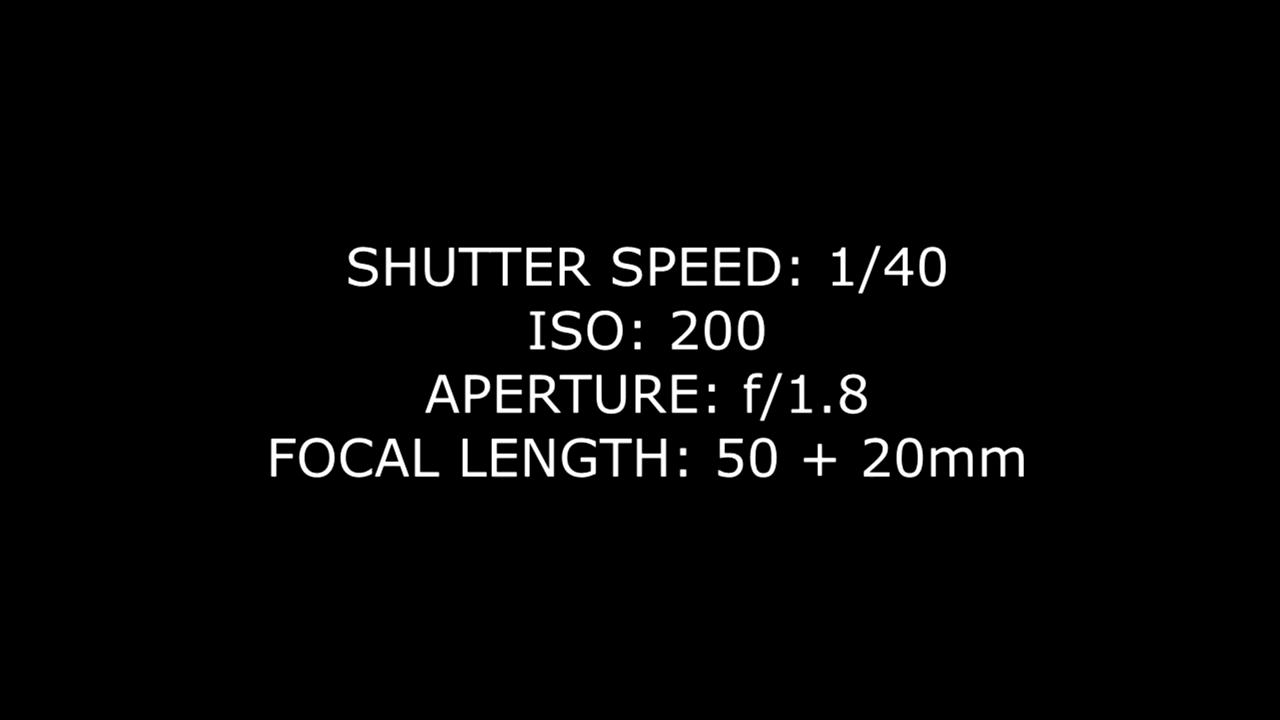 SHUTTER SPEED: 1/40
ISO: 200
APERTURE: f/1.8
FOCAL LENGTH: 50 + 20mm